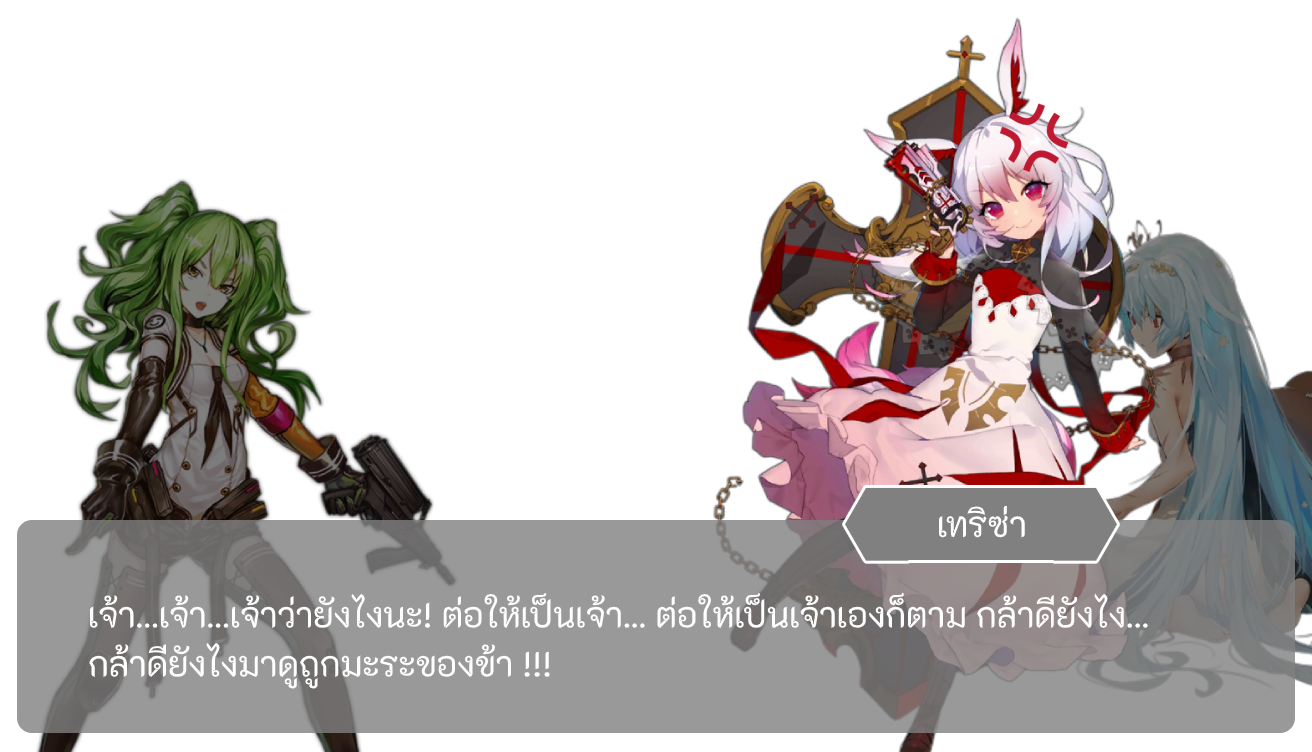 เทริซ่า
เจ้า...เจ้า...เจ้าว่ายังไงนะ! ต่อให้เป็นเจ้า... ต่อให้เป็นเจ้าเองก็ตาม กล้าดียังไง...
กล้าดียังไงมาดูถูกมะระของข้า !!!